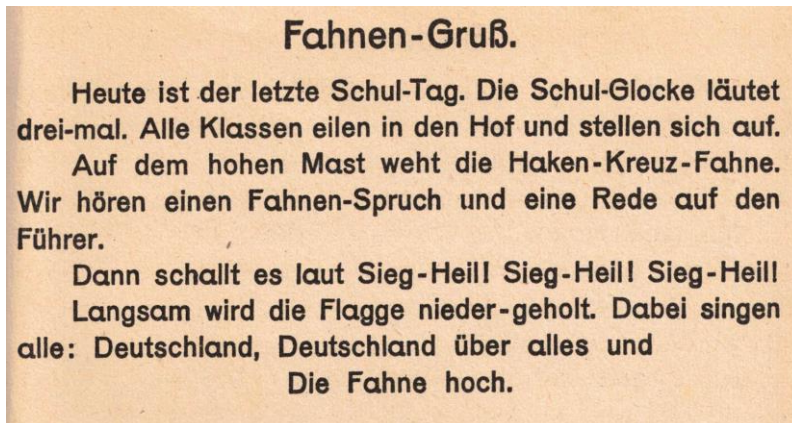 Fahnen-Gruß.
Heute ist der letzte Schul-Tag. Die Schul-Glocke läutet
drei-mal. Alle Klassen eilen in den Hof und stellen sich auf.
Auf dem hohen Mast weht die Haken-Kreuz-Fahne.
Wir hören einen Fahnen-Spruch und eine Rede auf den
Führer.
Dann schallt es laut Sieg-Heil! Sieg-Heil! Sieg-Heil!
Langsam wird die Flagge nieder-geholt. Dabei singen
alle: Deutschland, Deutschland über alles und
Die Fahne hoch.